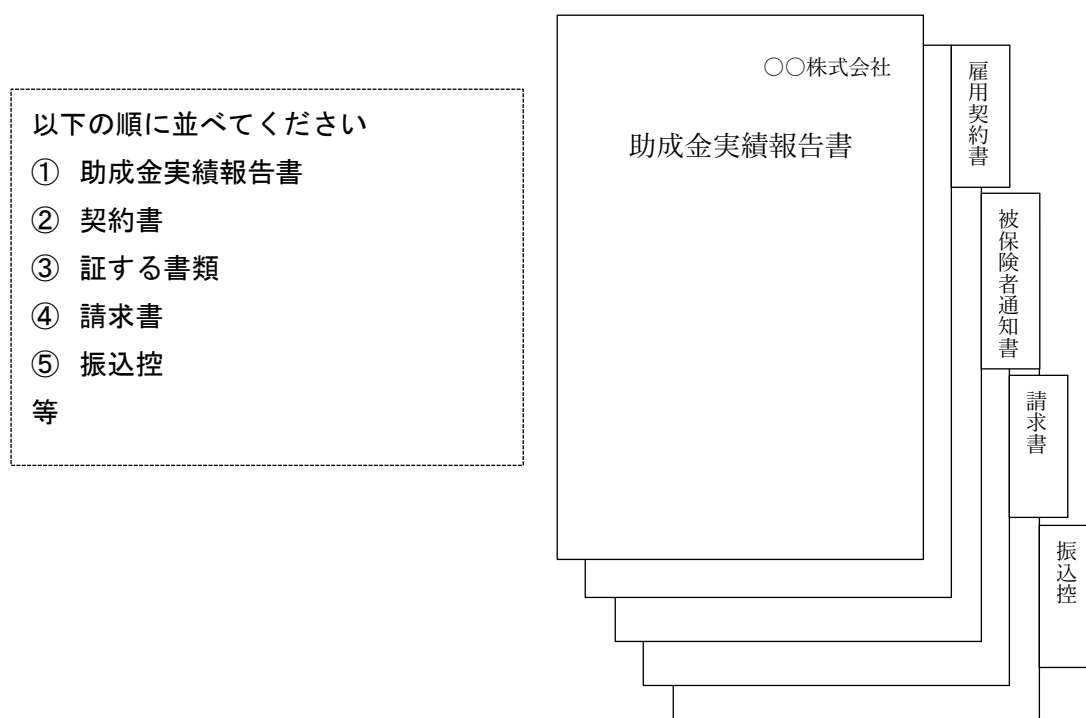 以下の順に並べてください
① 助成金実績報告書
② 契約書
③ 証する書類
④ 請求書
⑤ 振込控
等
○○株式会社
助成金実績報告書
雇用契約書
被保険者通知書
請求書
振込控